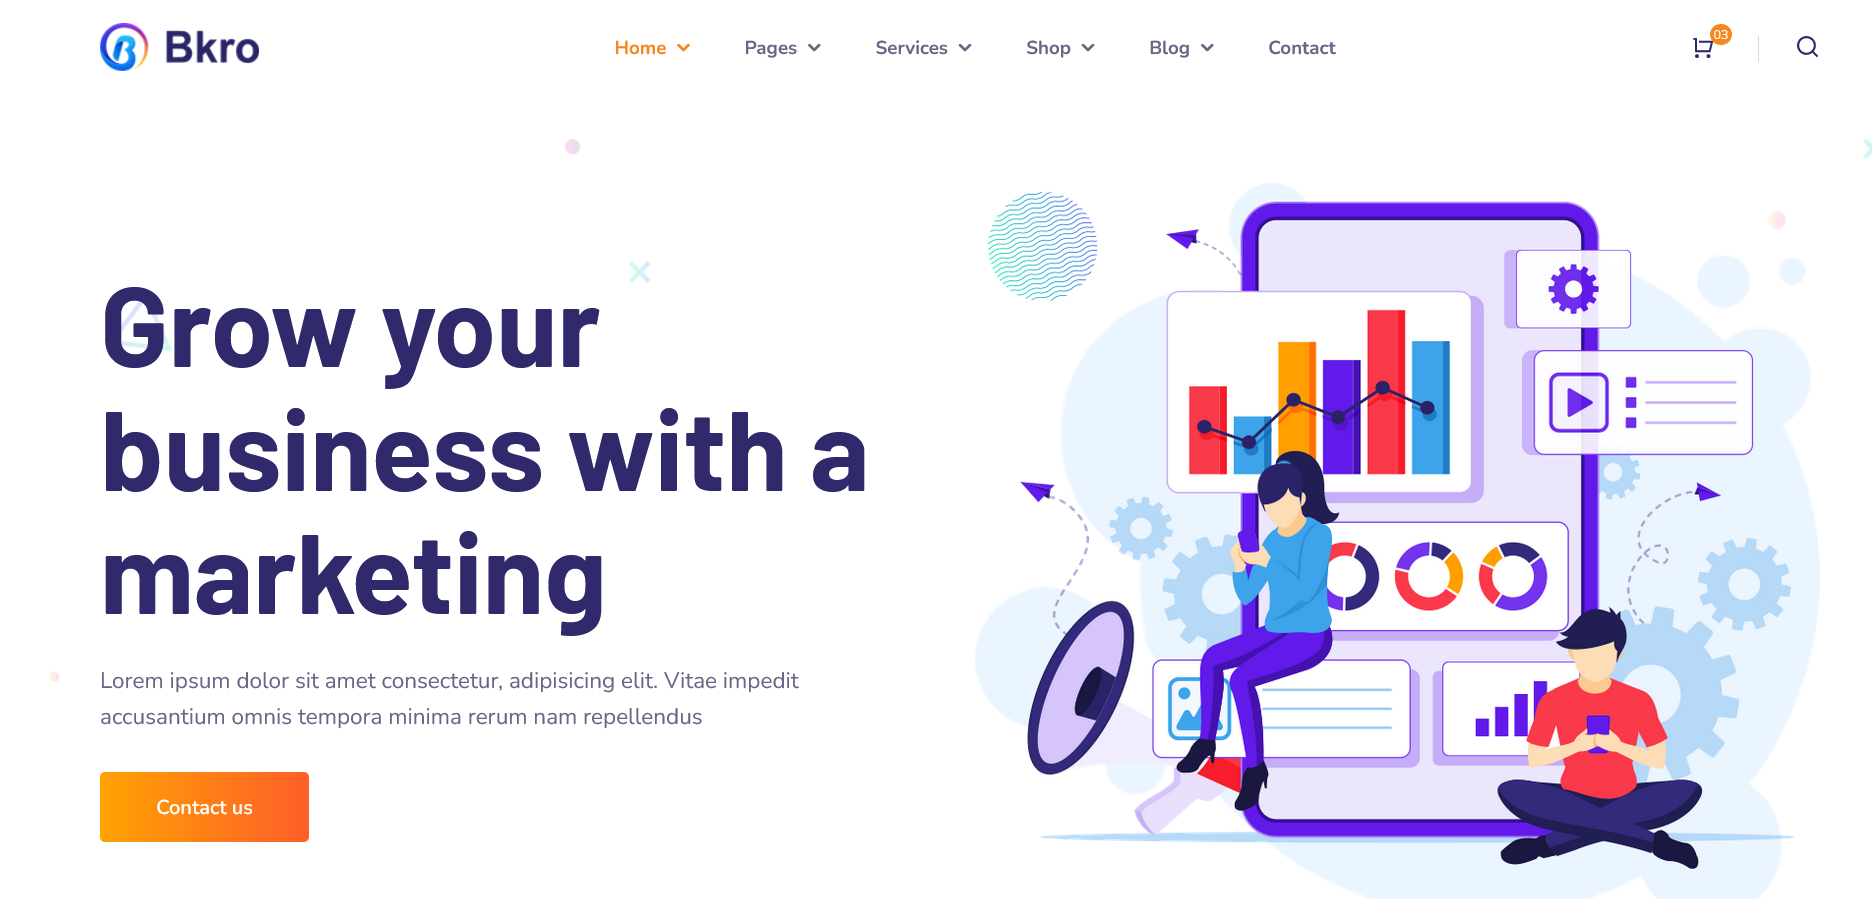 Bkro
Home
Pages
Services
Shop
Blog
Contact
03
Grow your
business with a
marketing
Lorem ipsum dolor sit amet consectetur, adipisicing elit. Vitae impedit
accusantium omnis tempora minima rerum nam repellendus
Contact us